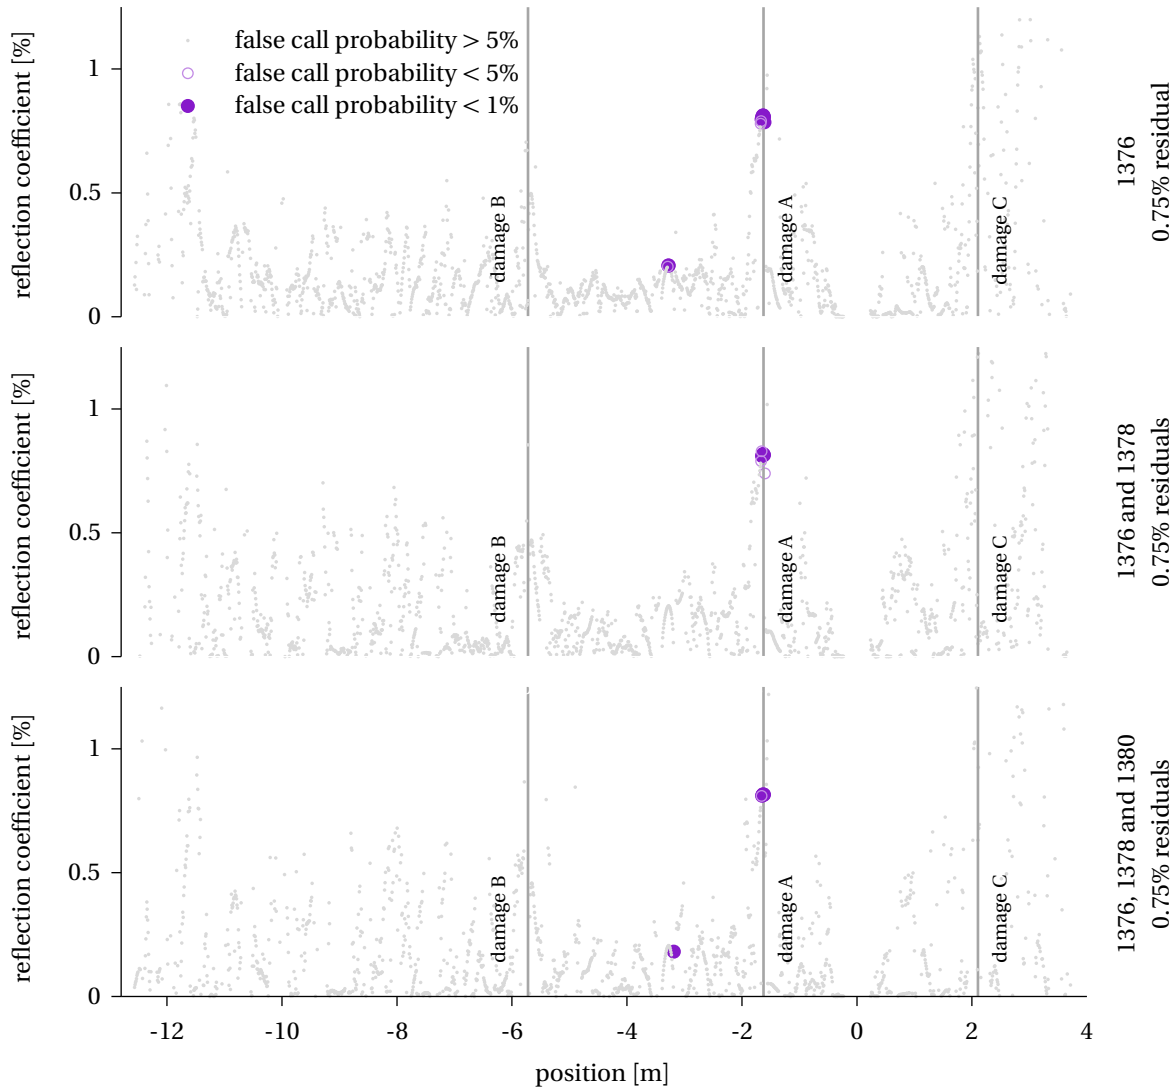 false call probability > 5%
false call probability < 5%
false call probability < 1%
reflection coefficient [%]
1
0.5
0
damage B
damage A
damage C
1376
0.75% residual
reflection coefficient [%]
1
0.5
0
damage B
damage A
damage C
1376 and 1378
0.75% residuals
reflection coefficient [%]
1
0.5
0
damage B
damage A
damage C
1376, 1378 and 1380
0.75% residuals
-12 -10 -8 -6 -4 -2 0 2 4
position [m]